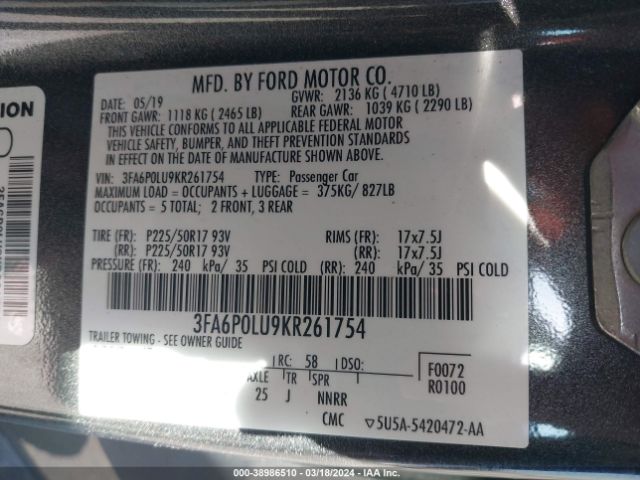 MFD. BY FORD MOTOR CO.
DATE: 05/19 GVWR: 2136 KG ( 4710 LB)
FRONT GAWR: 1118 KG ( 2465 LB) REAR GAWR: 1039 KG ( 2290 LB)
THIS VEHICLE CONFORMS TO ALL APPLICABLE FEDERAL MOTOR
VEHICLE SAFETY, BUMPER, AND THEFT PREVENTION STANDARDS
IN EFFECT ON THE DATE OF MANUFACTURE SHOWN ABOVE.
VIN: 3FA6P0LU9KR261754 TYPE: Passenger Car
MAXIMUM LOAD = OCCUPANTS + LUGGAGE = 375KG/ 827LB
OCCUPANTS = 5 TOTAL; 2 FRONT, 3 REAR
TIRE (FR): P225/50R17 93V RIMS (FR): 17x7.5J
(RR): P225/50R17 93V (RR): 17x7.5J
PRESSURE (FR): 240 kPa/ 35 PSI COLD (RR): 240 kPa/ 35 PSI COLD
3FA6P0LU9KR261754
TRAILER TOWING - SEE OWNER GUIDE
RC: 58 DSO: F0072
AXLE TR SPR R0100
25 J NNRR
CMC ▽5U5A-5420472-AA
000-38986510 - 03/18/2024 - IAAI.COM